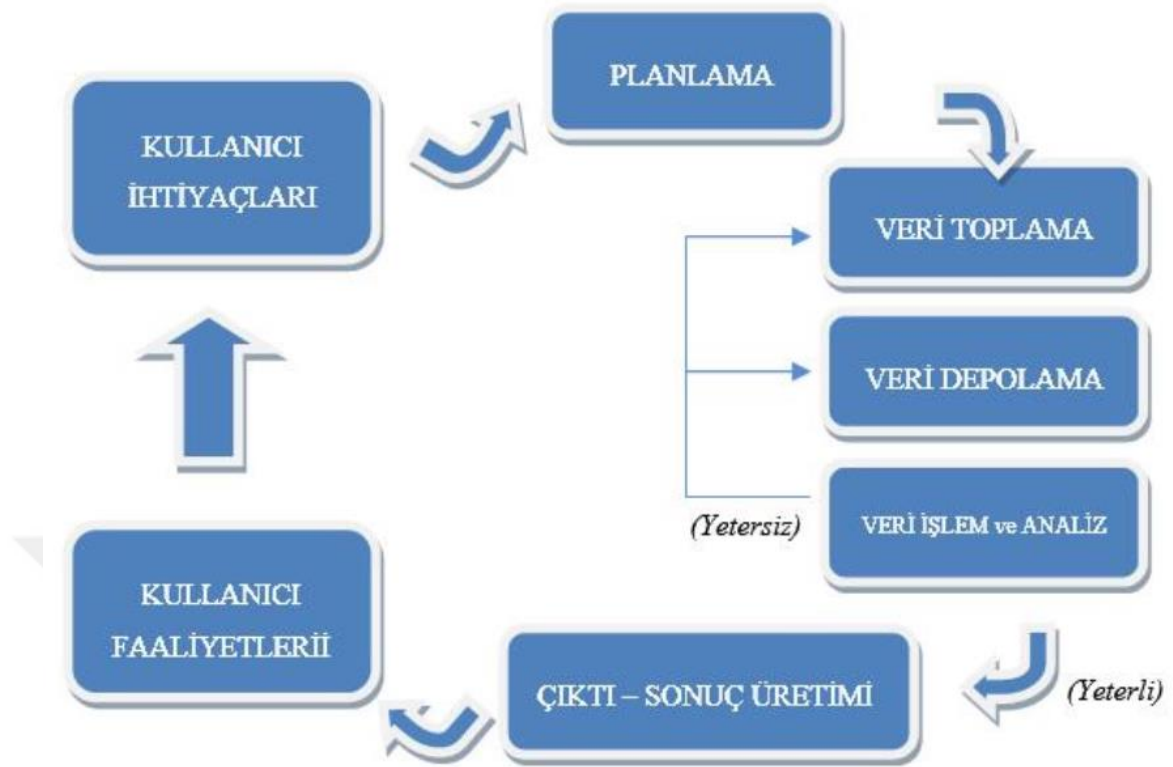 PLANLAMA
KULLANICI
İHTİYAÇLARI
VERİ TOPLAMA
VERİ DEPOLAMA
(Yetersiz)
VERİ İŞLEM ve ANALİZ
KULLANICI
FAALİYETLERİİ
ÇIKTI – SONUÇ ÜRETİMİ
(Yeterli)